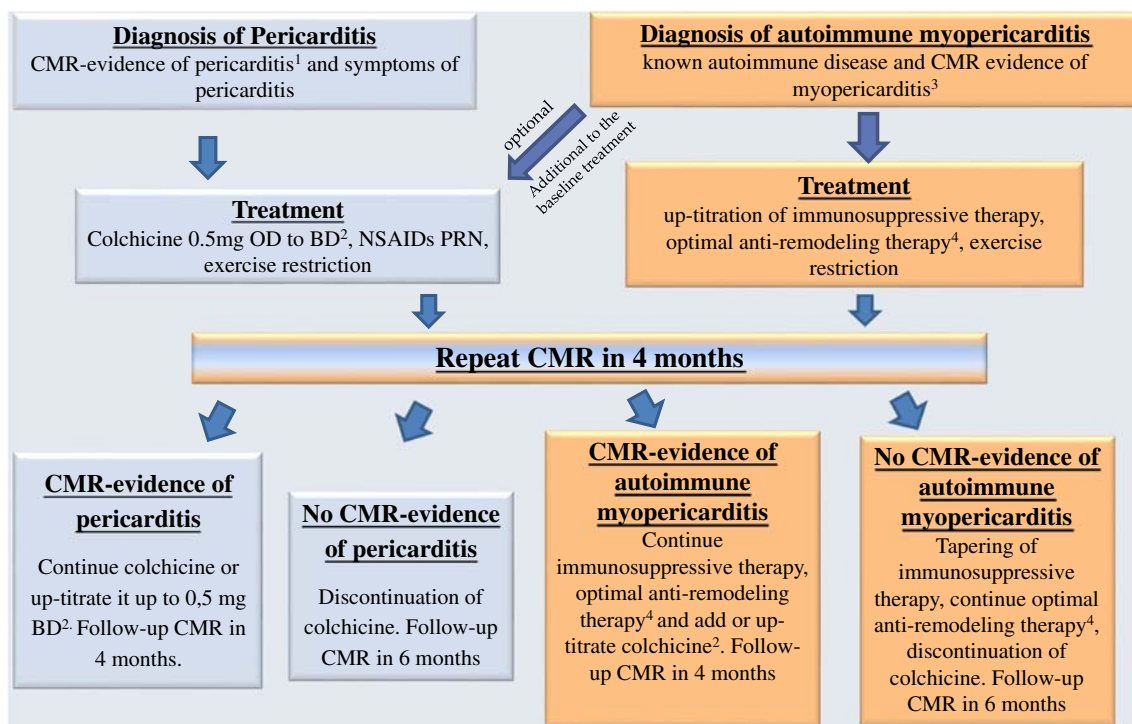 Diagnosis of Pericarditis
CMR-evidence of pericarditis¹ and symptoms of
pericarditis
Diagnosis of autoimmune myopericarditis
known autoimmune disease and CMR evidence of
myopericarditis³
optional
Additional to the
baseline treatment
Treatment
Colchicine 0.5mg OD to BD², NSAIDs PRN,
exercise restriction
Treatment
up-titration of immunosuppressive therapy,
optimal anti-remodeling therapy⁴, exercise
restriction
Repeat CMR in 4 months
CMR-evidence of
pericarditis
Continue colchicine or
up-titrate it up to 0,5 mg
BD². Follow-up CMR in
4 months.
No CMR-evidence
of pericarditis
Discontinuation of
colchicine. Follow-up
CMR in 6 months
CMR-evidence of
autoimmune
myopericarditis
Continue
immunosuppressive therapy,
optimal anti-remodeling
therapy⁴ and add or up-
titrate colchicine². Follow-
up CMR in 4 months
No CMR-evidence of
autoimmune
myopericarditis
Tapering of
immunosuppressive
therapy, continue optimal
anti-remodeling therapy⁴,
discontinuation of
colchicine. Follow-up
CMR in 6 months